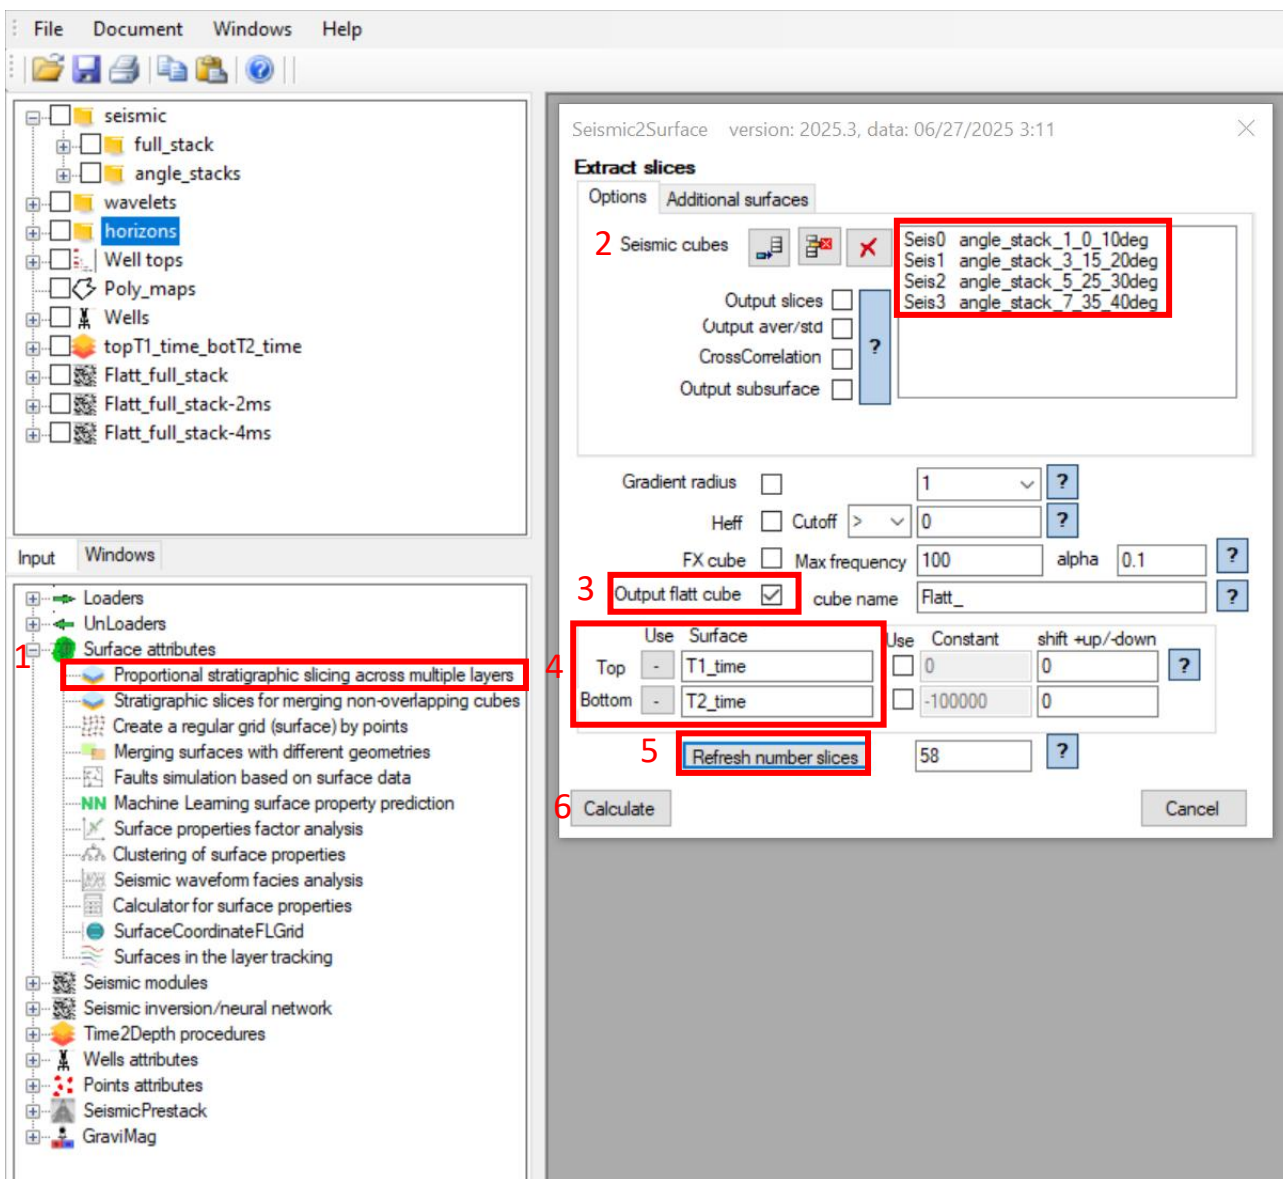 File Document Windows Help
seismic
full_stack
angle_stacks
wavelets
horizons
Well tops
Poly_maps
Wells
topT1_time_botT2_time
Flatt_full_stack
Flatt_full_stack-2ms
Flatt_full_stack-4ms
Input Windows
Loaders
UnLoaders
1 Surface attributes
Proportional stratigraphic slicing across multiple layers
Stratigraphic slices for merging non-overlapping cubes
Create a regular grid (surface) by points
Merging surfaces with different geometries
Faults simulation based on surface data
NN Machine Learning surface property prediction
Surface properties factor analysis
Clustering of surface properties
Seismic waveform facies analysis
Calculator for surface properties
SurfaceCoordinateFLGrid
Surfaces in the layer tracking
Seismic modules
Seismic inversion/neural network
Time2Depth procedures
Wells attributes
Points attributes
SeismicPrestack
GraviMag
Seismic2Surface version: 2025.3, data: 06/27/2025 3:11
Extract slices
Options Additional surfaces
2 Seismic cubes
Seis0 angle_stack_1_0_10deg
Seis1 angle_stack_3_15_20deg
Seis2 angle_stack_5_25_30deg
Seis3 angle_stack_7_35_40deg
Output slices
Output aver/std
CrossCorrelation
Output subsurface
?
Gradient radius 1 ?
Heff Cutoff > 0 ?
FX cube Max frequency 100 alpha 0.1 ?
3 Output flatt cube cube name Flatt_ ?
Use Surface Use Constant shift +up/-down
4 Top - T1_time 0 0 ?
Bottom - T2_time -100000 0
5 Refresh number slices 58 ?
6 Calculate Cancel